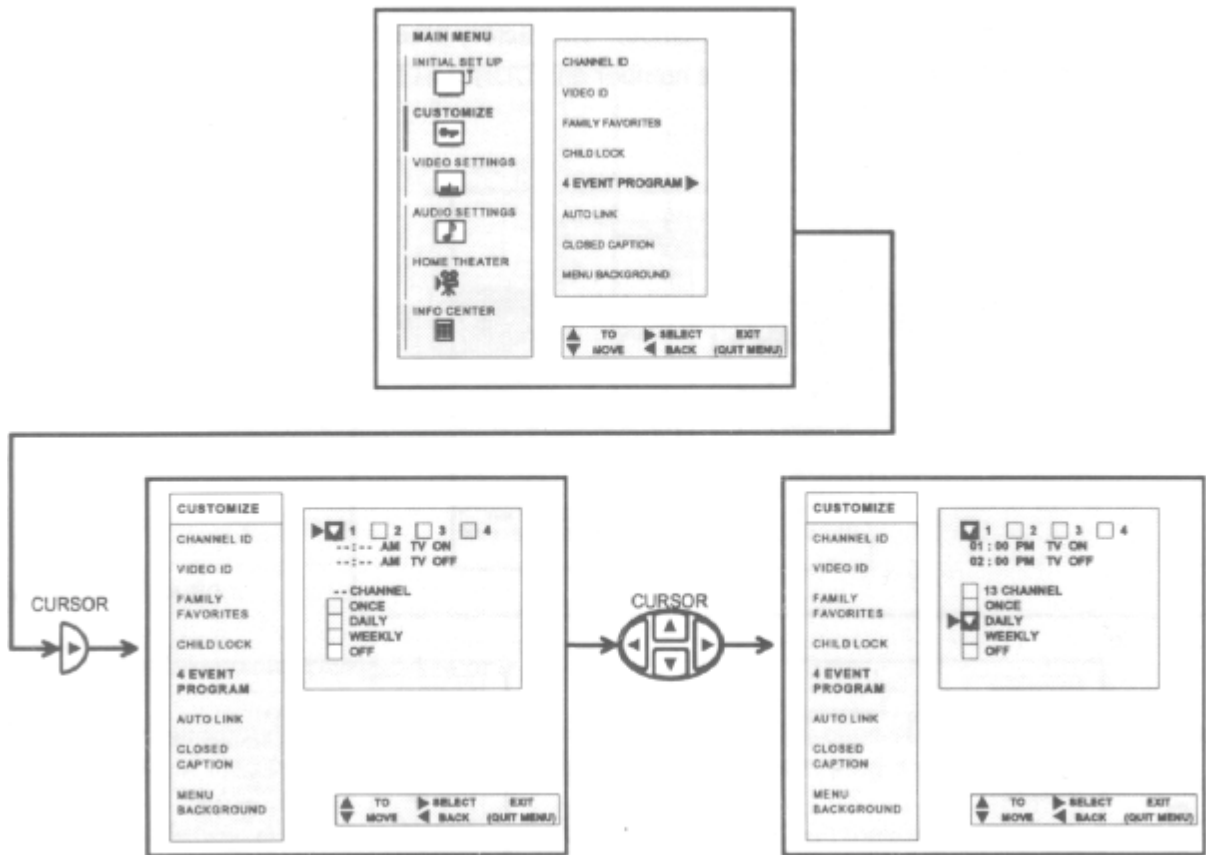 MAIN MENU
INITIAL SET UP
CUSTOMIZE
VIDEO SETTINGS
AUDIO SETTINGS
HOME THEATER
INFO CENTER
CHANNEL ID
VIDEO ID
FAMILY FAVORITES
CHILD LOCK
4 EVENT PROGRAM
AUTO LINK
CLOSED CAPTION
MENU BACKGROUND
TO SELECT EXIT
MOVE BACK (QUIT MENU)
CURSOR
CUSTOMIZE
CHANNEL ID
VIDEO ID
FAMILY
FAVORITES
CHILD LOCK
4 EVENT
PROGRAM
AUTO LINK
CLOSED
CAPTION
MENU
BACKGROUND
1 2 3 4
--:-- AM TV ON
--:-- AM TV OFF
-- CHANNEL
ONCE
DAILY
WEEKLY
OFF
TO SELECT EXIT
MOVE BACK (QUIT MENU)
CURSOR
CUSTOMIZE
CHANNEL ID
VIDEO ID
FAMILY
FAVORITES
CHILD LOCK
4 EVENT
PROGRAM
AUTO LINK
CLOSED
CAPTION
MENU
BACKGROUND
1 2 3 4
01 : 00 PM TV ON
02 : 00 PM TV OFF
13 CHANNEL
ONCE
DAILY
WEEKLY
OFF
TO SELECT EXIT
MOVE BACK (QUIT MENU)